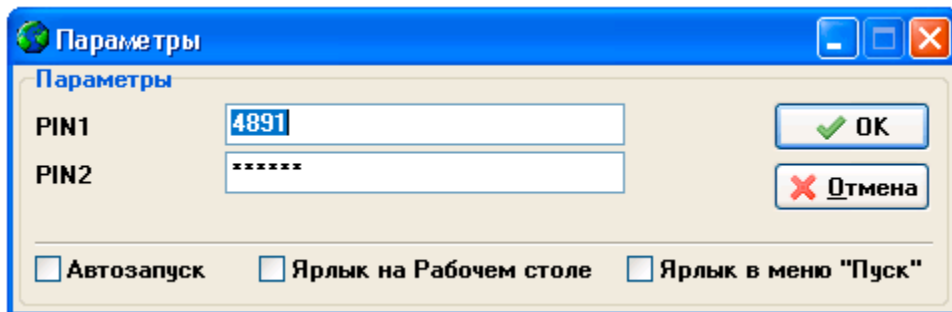 Параметры
Параметры
PIN1 4891 OK
PIN2 ****** Отмена
Автозапуск Ярлык на Рабочем столе Ярлык в меню "Пуск"